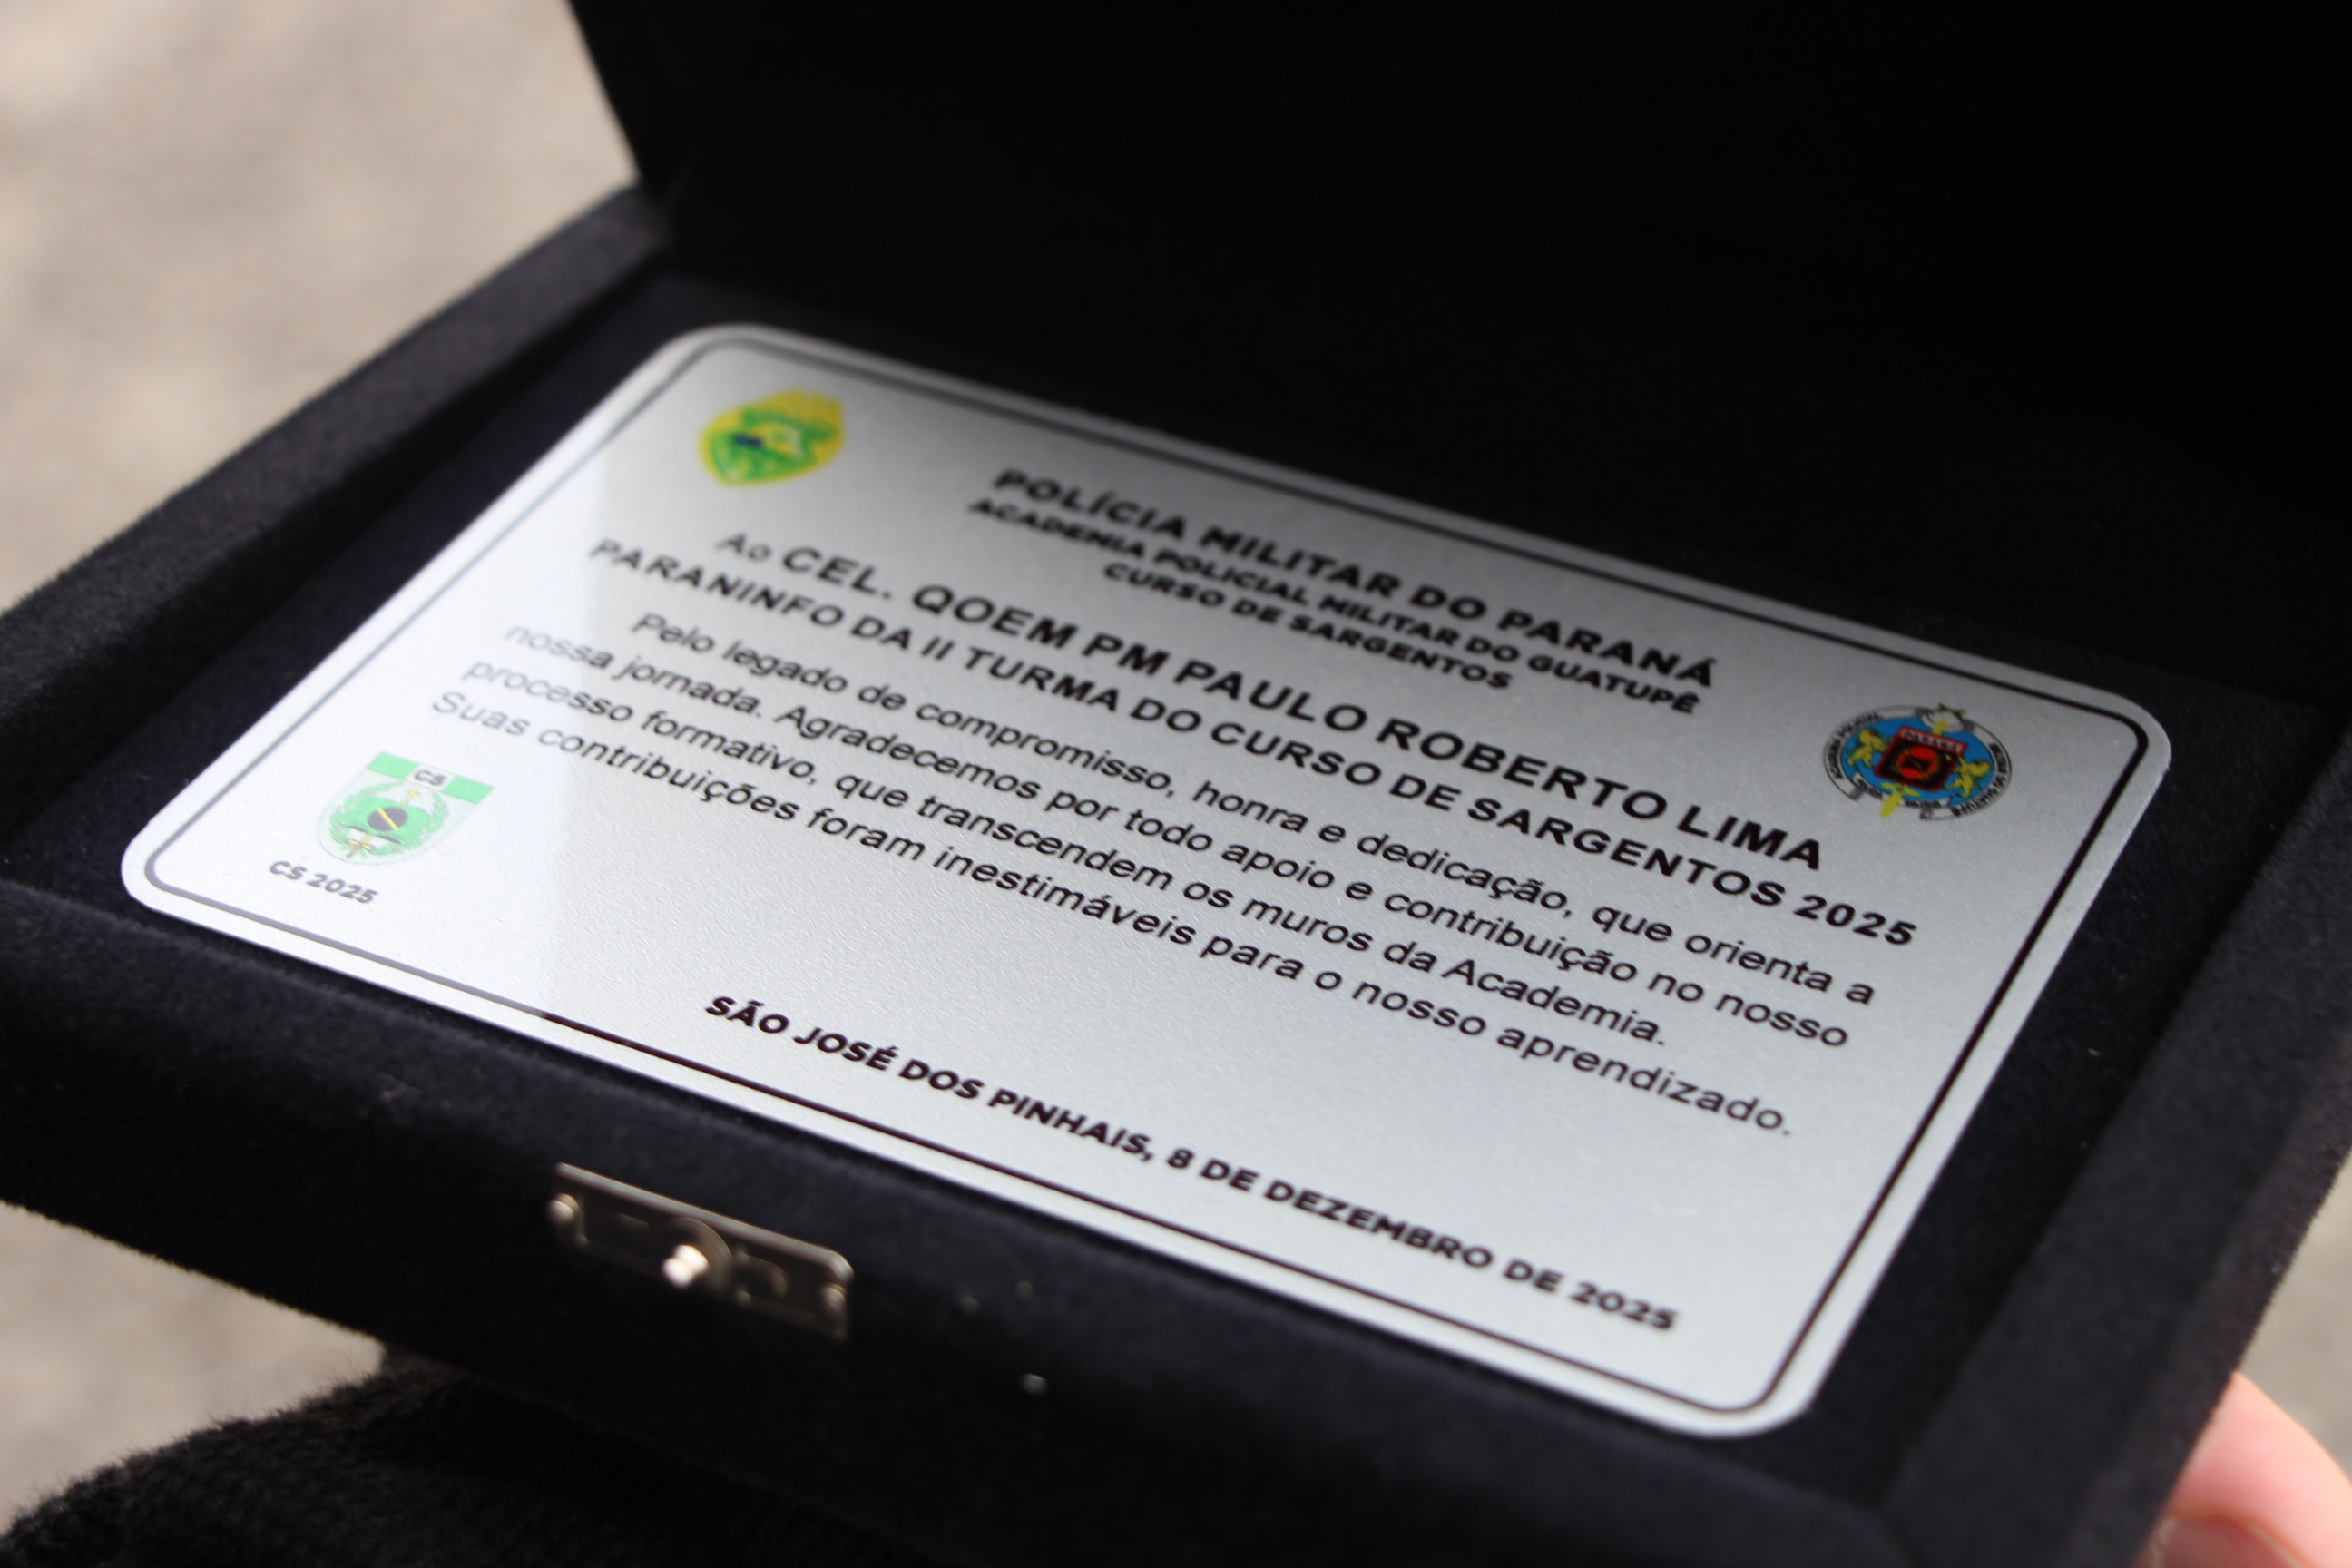 POLÍCIA MILITAR DO PARANÁ
ACADEMIA POLICIAL MILITAR DO GUATUPÊ
CURSO DE SARGENTOS
Ao CEL. QOEM PM PAULO ROBERTO LIMA
PARANINFO DA II TURMA DO CURSO DE SARGENTOS 2025
Pelo legado de compromisso, honra e dedicação, que orienta a
nossa jornada. Agradecemos por todo apoio e contribuição no nosso
processo formativo, que transcendem os muros da Academia.
Suas contribuições foram inestimáveis para o nosso aprendizado.
PARANÁ
CS
CS 2025
SÃO JOSÉ DOS PINHAIS, 8 DE DEZEMBRO DE 2025